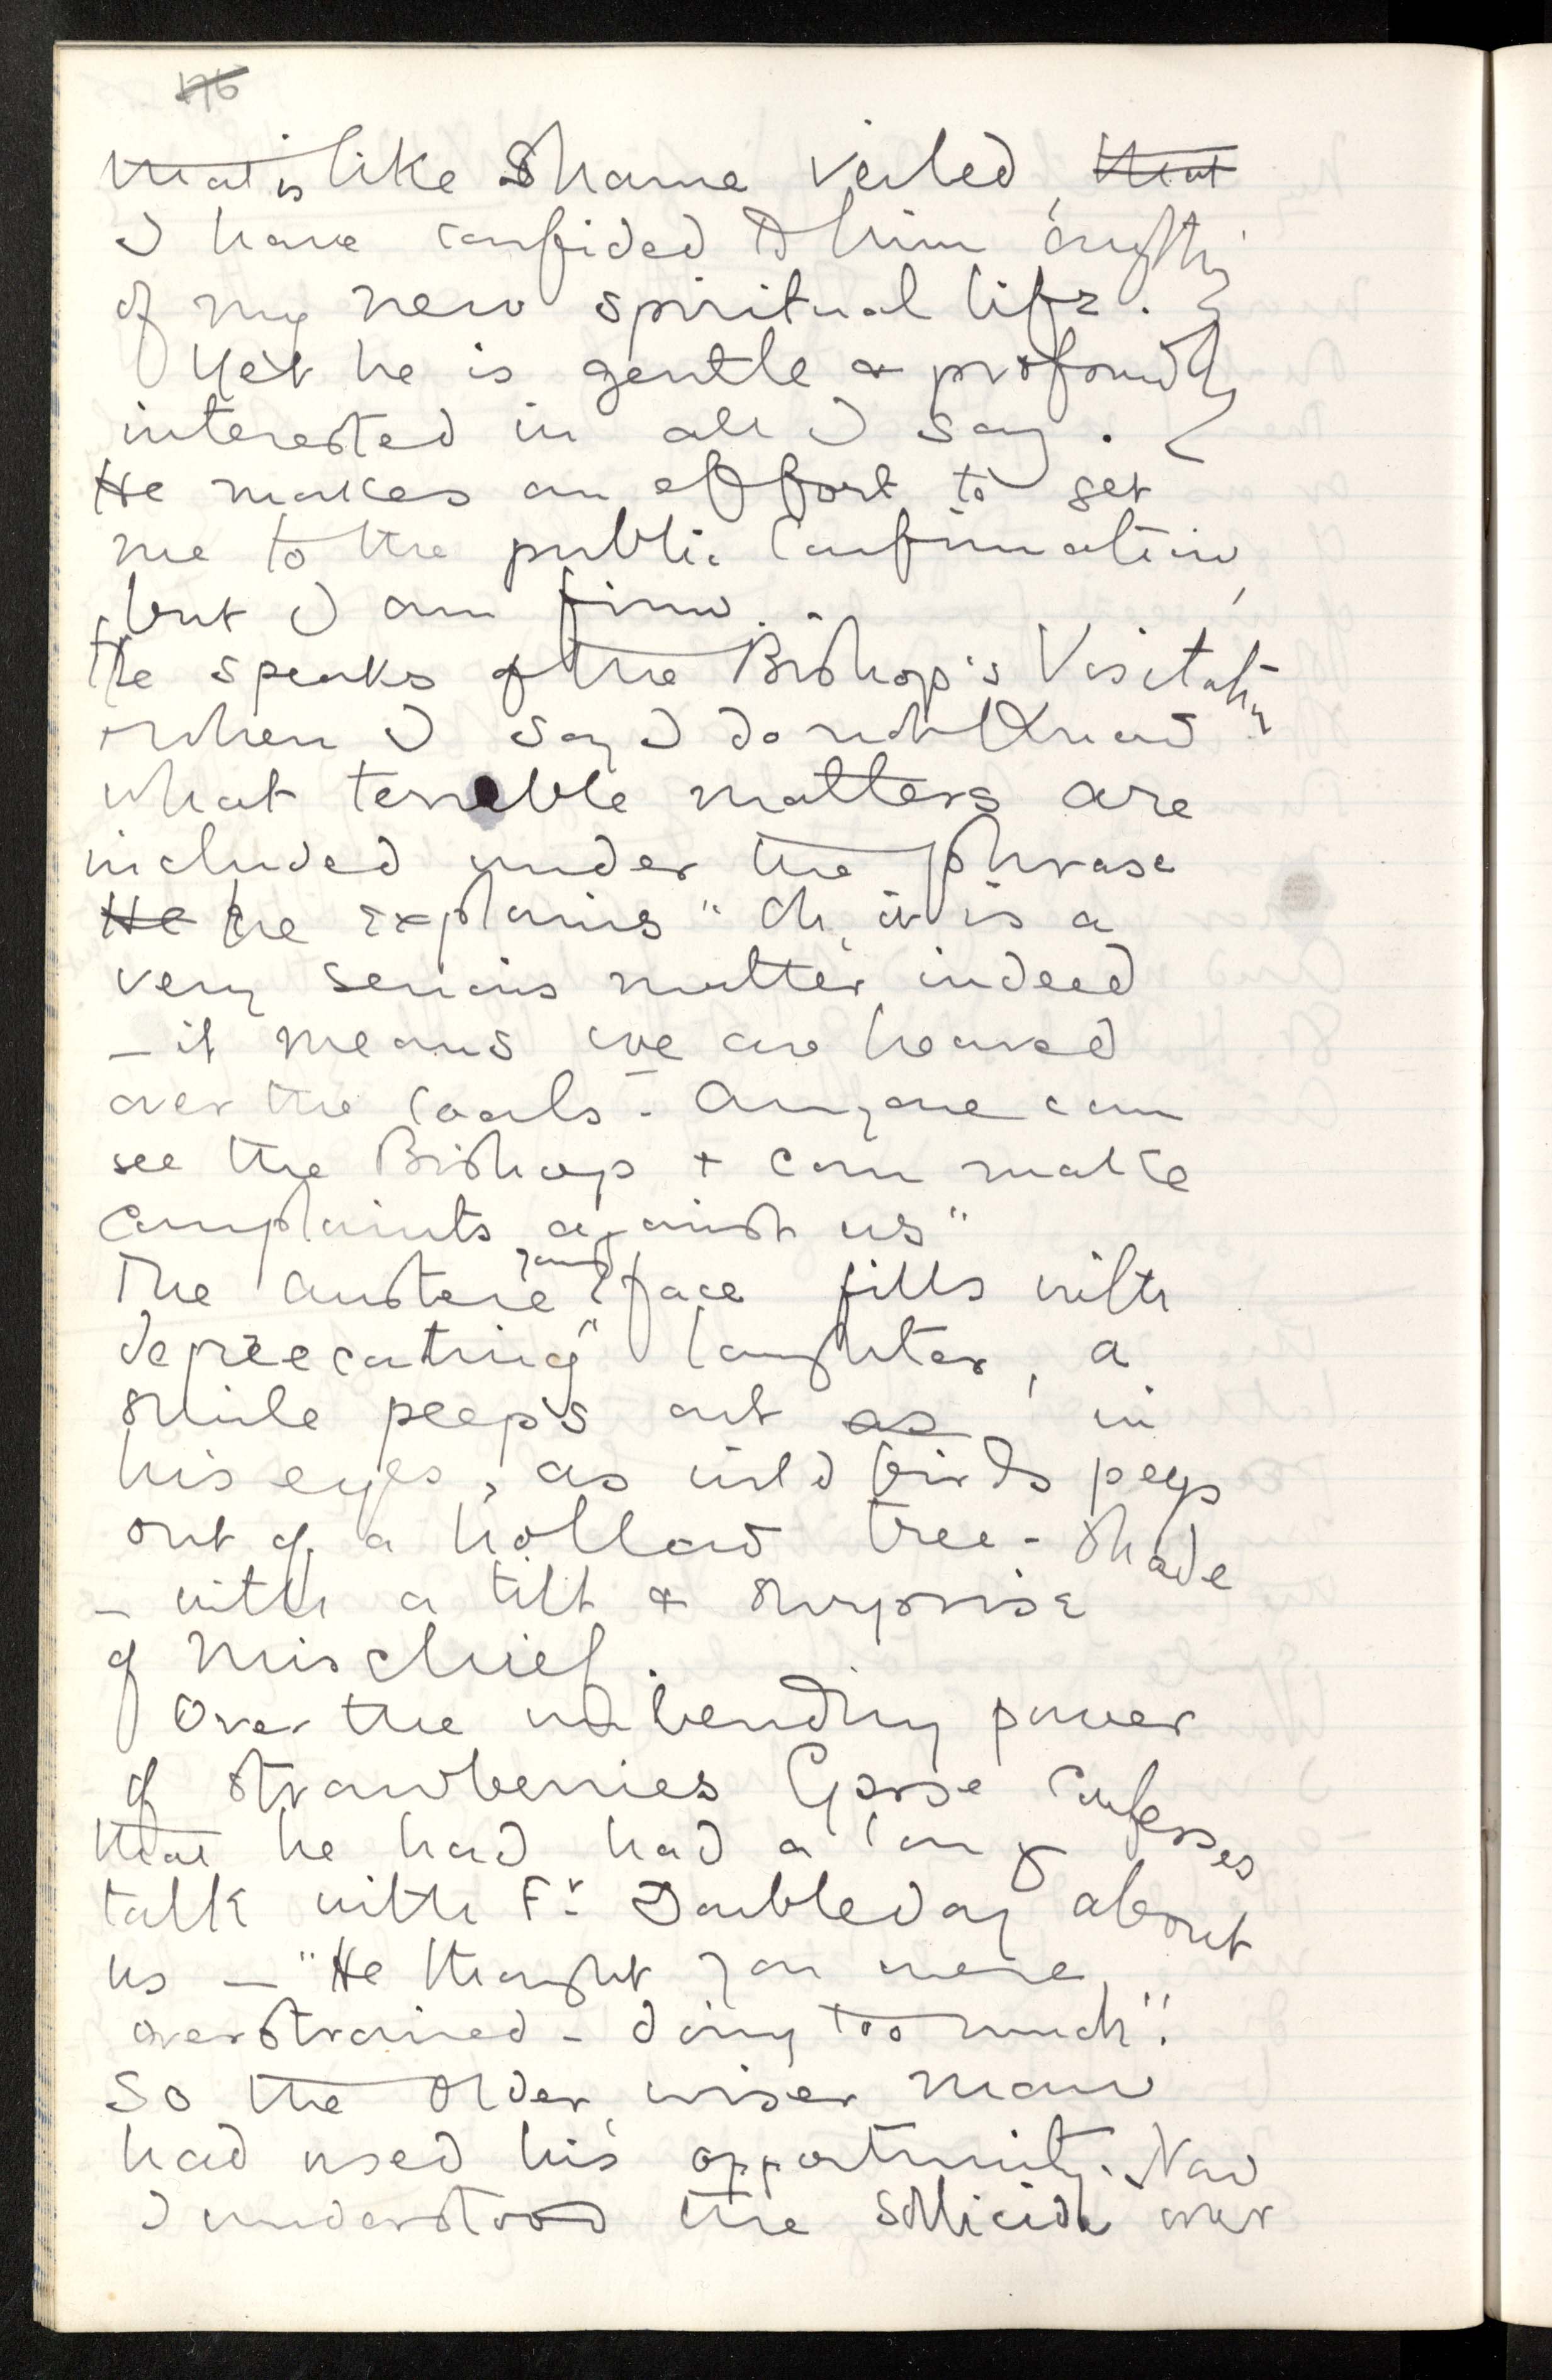 176
that is like Shame veiled, that
I have confided to him anything
of my new spiritual life.
Yet he is gentle & profoundly
interested in all I say.
He makes an effort to get
me to the public Confirmation,
but I am firm.
He speaks of the Bishop's Visitation
when I say I do not know
what terrible matters are
included under the phrase
He he explains "Oh, it is a
very serious matter indeed
— it means we are hauled
over the coals — Anyone can
see the Bishop & can make
complaints against us"
The austere young face fills with
depreecating laughter, a
smile peeps out as in
his eyes, as wild birds peep
out of a hollow tree-shade
— with a tilt & surprise
of mischief.
Over the unbending power
of strawberries Gosse confesses
that he had had a long
talk with Fr. Doubleday about
us — "He thought you were
overstrained — doing too much".
So the older, wiser man
had used his opportunity. Now
I understood the over